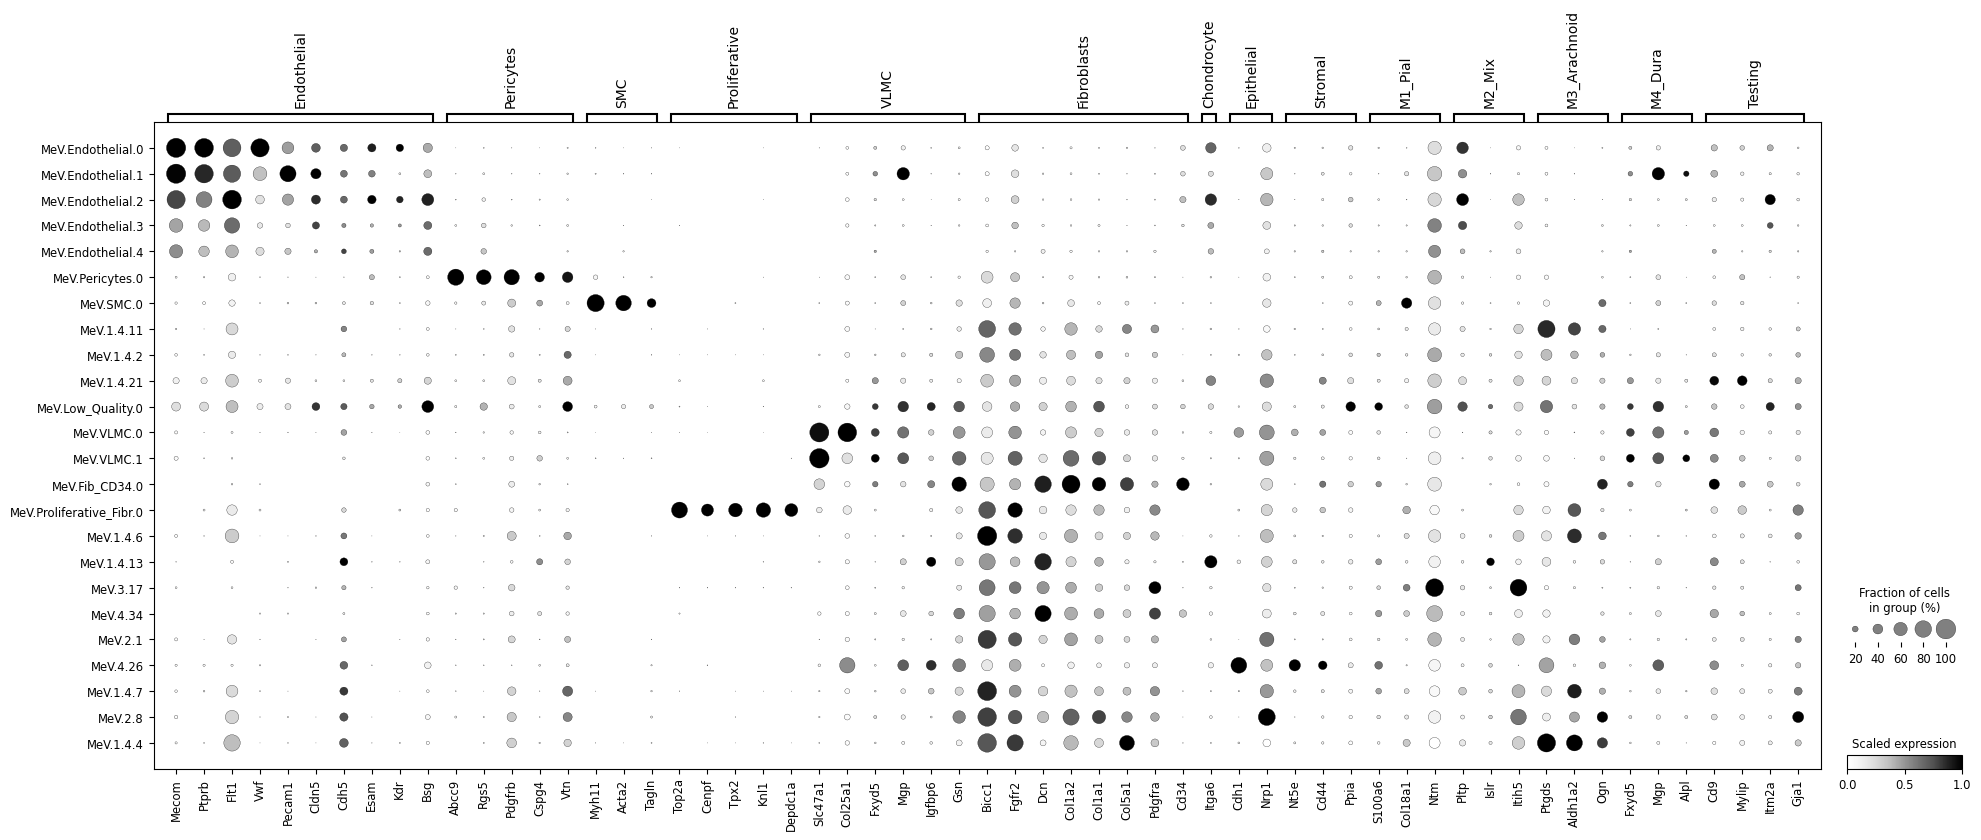 Endothelial
Pericytes
SMC
Proliferative
VLMC
Fibroblasts
Chondrocyte
Epithelial
Stromal
M1_Pial
M2_Mix
M3_Arachnoid
M4_Dura
Testing
MeV.Endothelial.0
MeV.Endothelial.1
MeV.Endothelial.2
MeV.Endothelial.3
MeV.Endothelial.4
MeV.Pericytes.0
MeV.SMC.0
MeV.1.4.11
MeV.1.4.2
MeV.1.4.21
MeV.Low_Quality.0
MeV.VLMC.0
MeV.VLMC.1
MeV.Fib_CD34.0
MeV.Proliferative_Fibr.0
MeV.1.4.6
MeV.1.4.13
MeV.3.17
MeV.4.34
MeV.2.1
MeV.4.26
MeV.1.4.7
MeV.2.8
MeV.1.4.4
Mecom
Ptprb
Flt1
Vwf
Pecam1
Cldn5
Cdh5
Esam
Kdr
Bsg
Abcc9
Rgs5
Pdgfrb
Cspg4
Vtn
Myh11
Acta2
Tagln
Top2a
Cenpf
Tpx2
Knl1
Depdc1a
Slc47a1
Col25a1
Fxyd5
Mgp
Igfbp6
Gsn
Bicc1
Fgfr2
Dcn
Col1a2
Col1a1
Col5a1
Pdgfra
Cd34
Itga6
Cdh1
Nrp1
Nt5e
Cd44
Ppia
S100a6
Col18a1
Ntm
Pltp
Islr
Itih5
Ptgds
Aldh1a2
Ogn
Fxyd5
Mgp
Alpl
Cd9
Mylip
Itm2a
Gja1
Fraction of cells
in group (%)
20 40 60 80 100
Scaled expression
0.0 0.5 1.0